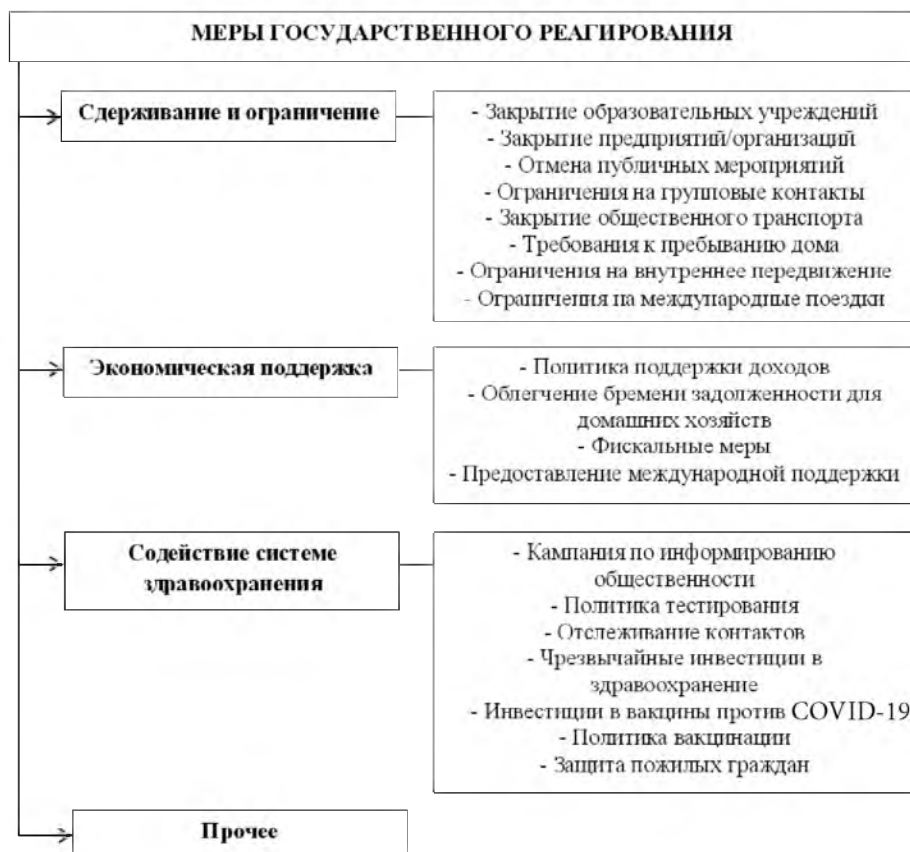 МЕРЫ ГОСУДАРСТВЕННОГО РЕАГИРОВАНИЯ
Сдерживание и ограничение
- Закрытие образовательных учреждений
- Закрытие предприятий/организаций
- Отмена публичных мероприятий
- Ограничения на групповые контакты
- Закрытие общественного транспорта
- Требования к пребыванию дома
- Ограничения на внутреннее передвижение
- Ограничения на международные поездки
Экономическая поддержка
- Политика поддержки доходов
- Облегчение бремени задолженности для
домашних хозяйств
- Фискальные меры
- Предоставление международной поддержки
Содействие системе
здравоохранения
- Кампания по информированию
общественности
- Политика тестирования
- Отслеживание контактов
- Чрезвычайные инвестиции в
здравоохранение
- Инвестиции в вакцины против COVID-19
- Политика вакцинации
- Защита пожилых граждан
Прочее